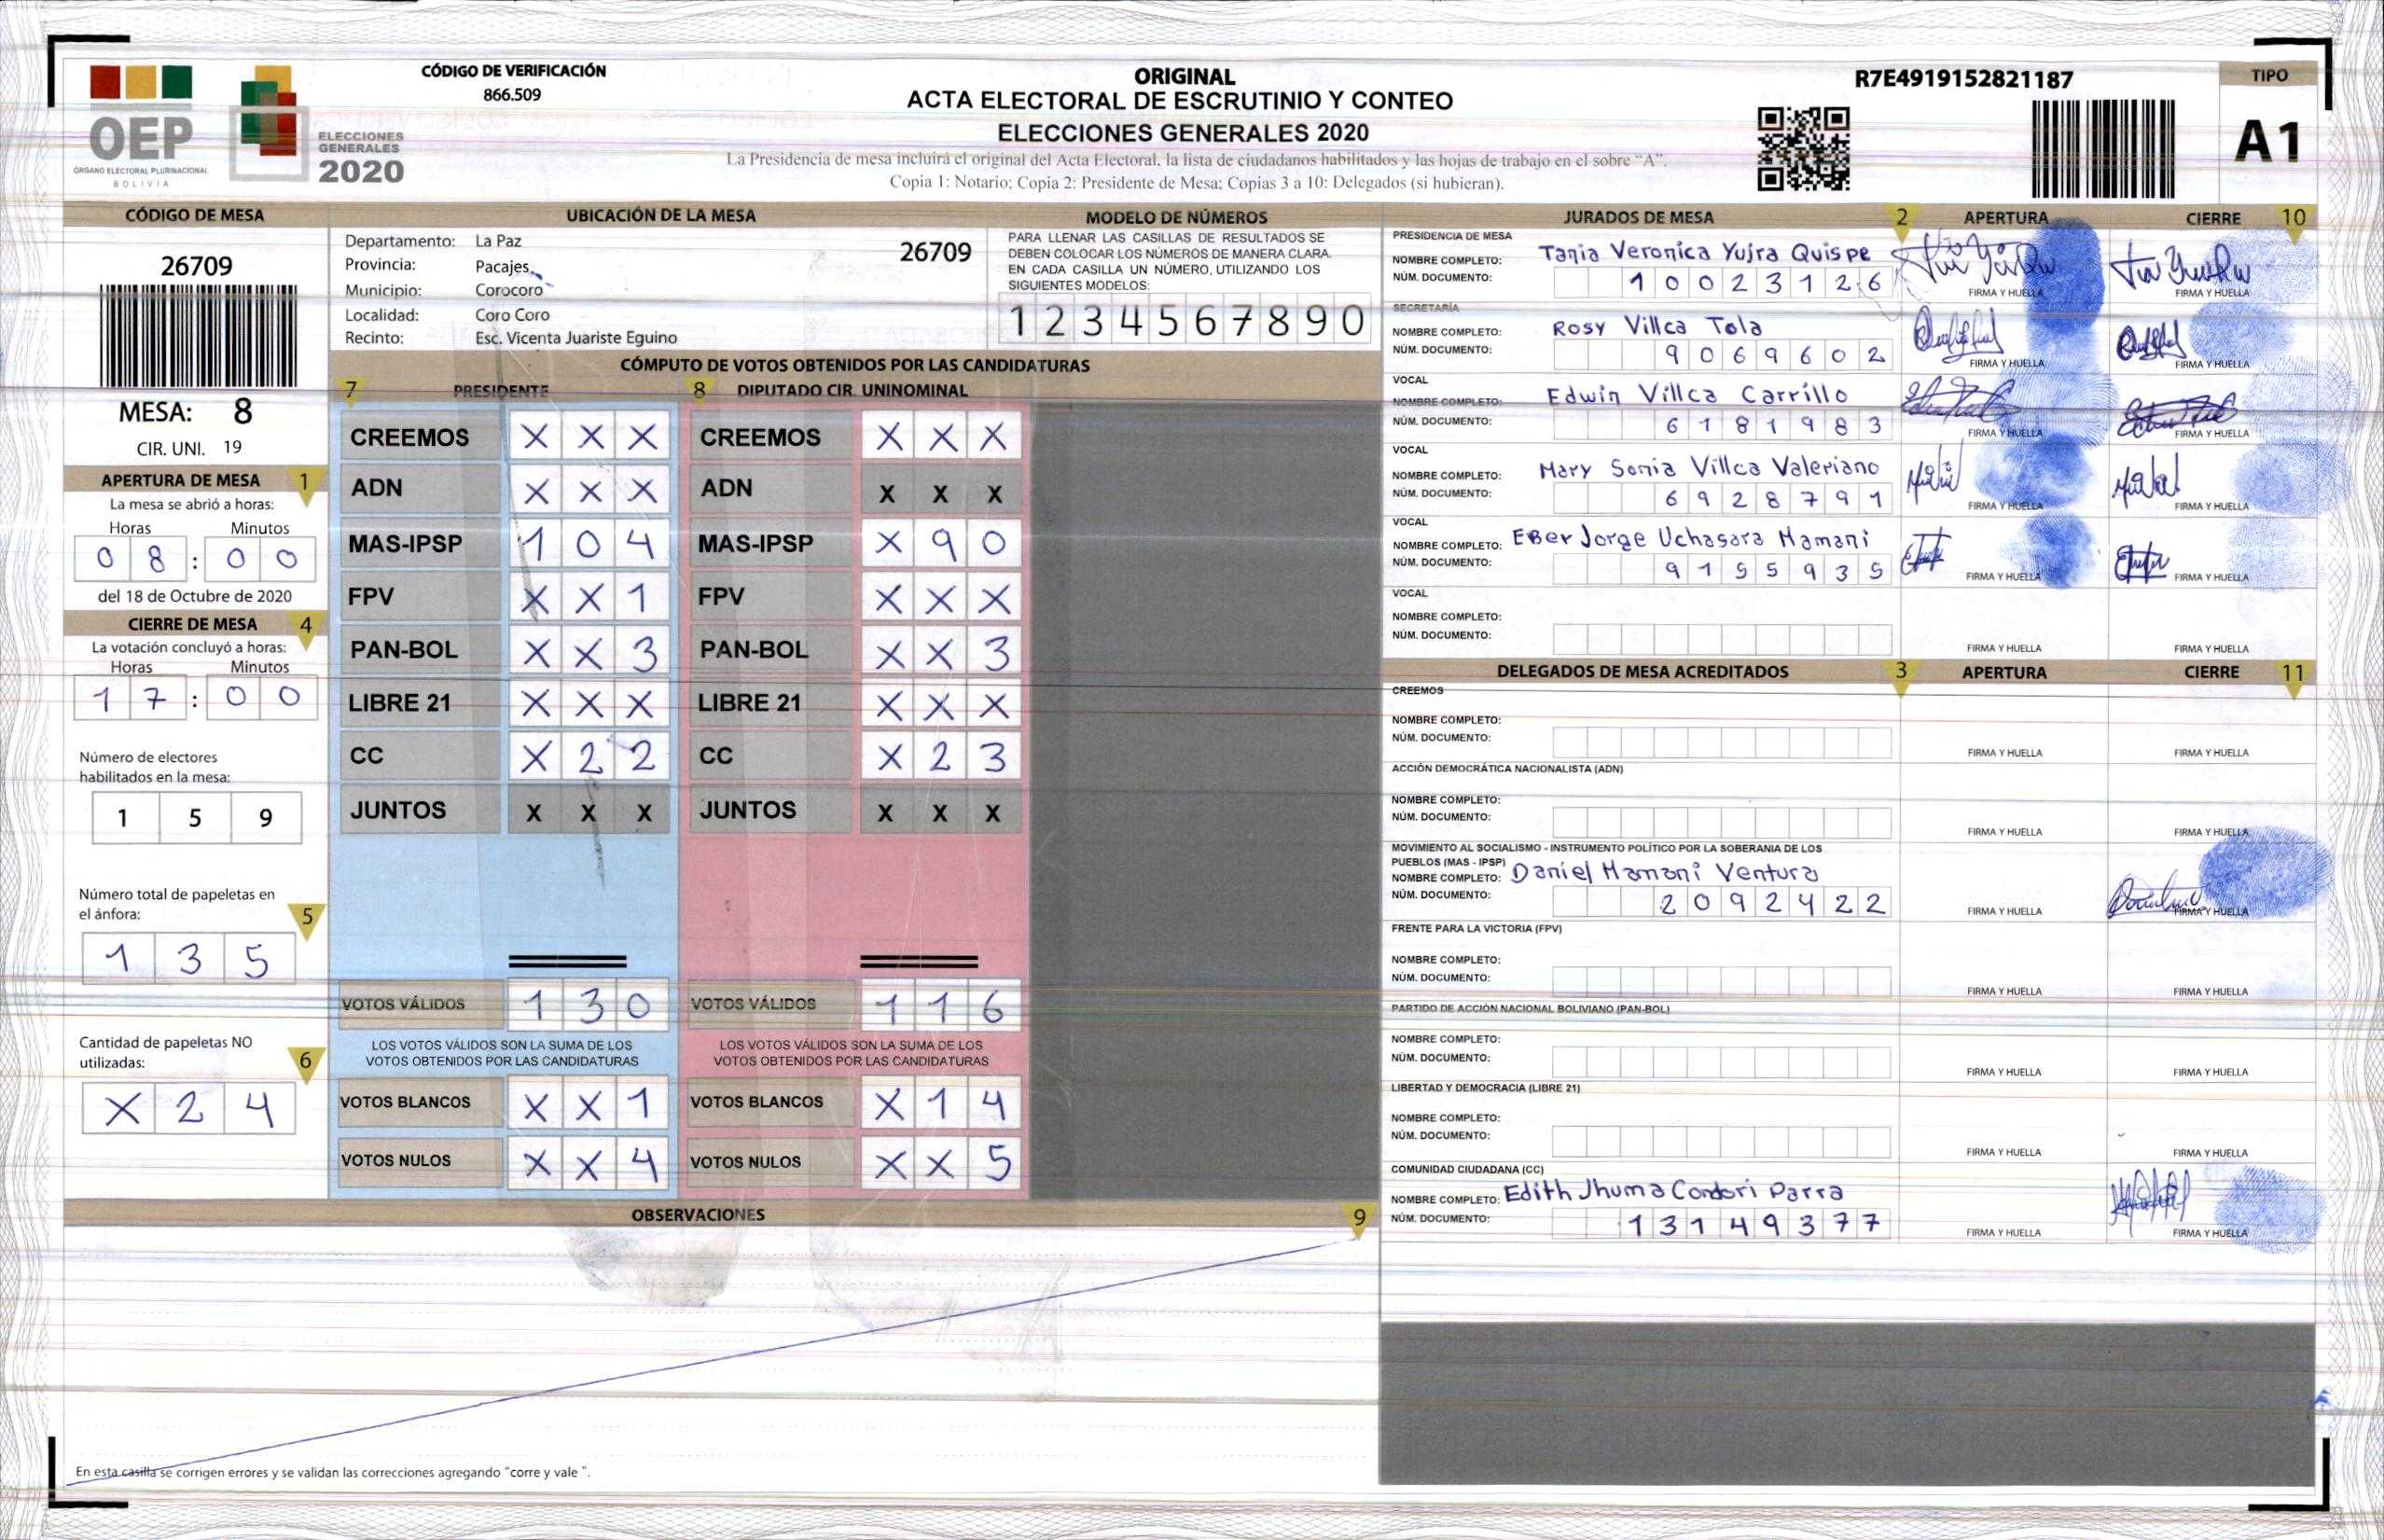 CÓDIGO DE VERIFICACIÓN
866.509
OEP
ÓRGANO ELECTORAL PLURINACIONAL
BOLIVIA
ELECCIONES
GENERALES
2020
ORIGINAL
ACTA ELECTORAL DE ESCRUTINIO Y CONTEO
ELECCIONES GENERALES 2020
La Presidencia de mesa incluirá el original del Acta Electoral, la lista de ciudadanos habilitados y las hojas de trabajo en el sobre "A".
Copia 1: Notario; Copia 2: Presidente de Mesa; Copias 3 a 10: Delegados (si hubieran).
R7E4919152821187
TIPO
A1
CÓDIGO DE MESA
26709
MESA: 8
CIR. UNI. 19
APERTURA DE MESA 1
La mesa se abrió a horas:
Horas Minutos
0 8 : 0 0
del 18 de Octubre de 2020
CIERRE DE MESA 4
La votación concluyó a horas:
Horas Minutos
1 7 : 0 0
Número de electores
habilitados en la mesa:
1 5 9
Número total de papeletas en
el ánfora: 5
1 3 5
Cantidad de papeletas NO
utilizadas: 6
X 2 4
UBICACIÓN DE LA MESA
Departamento: La Paz 26709
Provincia: Pacajes
Municipio: Corocoro
Localidad: Coro Coro
Recinto: Esc. Vicenta Juariste Eguino
MODELO DE NÚMEROS
PARA LLENAR LAS CASILLAS DE RESULTADOS SE
DEBEN COLOCAR LOS NÚMEROS DE MANERA CLARA.
EN CADA CASILLA UN NÚMERO, UTILIZANDO LOS
SIGUIENTES MODELOS:
1 2 3 4 5 6 7 8 9 0
CÓMPUTO DE VOTOS OBTENIDOS POR LAS CANDIDATURAS
7 PRESIDENTE 8 DIPUTADO CIR. UNINOMINAL
CREEMOS X X X CREEMOS X X X
ADN X X X ADN X X X
MAS-IPSP 1 0 4 MAS-IPSP X 9 0
FPV X X 1 FPV X X X
PAN-BOL X X 3 PAN-BOL X X 3
LIBRE 21 X X X LIBRE 21 X X X
CC X 2 2 CC X 2 3
JUNTOS X X X JUNTOS X X X
VOTOS VÁLIDOS 1 3 0 VOTOS VÁLIDOS 1 1 6
LOS VOTOS VÁLIDOS SON LA SUMA DE LOS LOS VOTOS VÁLIDOS SON LA SUMA DE LOS
VOTOS OBTENIDOS POR LAS CANDIDATURAS VOTOS OBTENIDOS POR LAS CANDIDATURAS
VOTOS BLANCOS X X 1 VOTOS BLANCOS X 1 4
VOTOS NULOS X X 4 VOTOS NULOS X X 5
OBSERVACIONES 9
En esta casilla se corrigen errores y se validan las correcciones agregando "corre y vale ".
JURADOS DE MESA 2 APERTURA CIERRE 10
PRESIDENCIA DE MESA
NOMBRE COMPLETO: Tania Veronica Yujra Quispe
NÚM. DOCUMENTO: 1 0 0 2 3 1 2 6
FIRMA Y HUELLA FIRMA Y HUELLA
SECRETARÍA
NOMBRE COMPLETO: Rosy Villca Tola
NÚM. DOCUMENTO: 9 0 6 9 6 0 2
FIRMA Y HUELLA FIRMA Y HUELLA
VOCAL
NOMBRE COMPLETO: Edwin Villca Carrillo
NÚM. DOCUMENTO: 6 1 8 1 9 8 3
FIRMA Y HUELLA FIRMA Y HUELLA
VOCAL
NOMBRE COMPLETO: Mary Sonia Villca Valeriano
NÚM. DOCUMENTO: 6 9 2 8 7 9 1
FIRMA Y HUELLA FIRMA Y HUELLA
VOCAL
NOMBRE COMPLETO: Eber Jorge Uchasara Mamani
NÚM. DOCUMENTO: 9 1 5 5 9 3 5
FIRMA Y HUELLA FIRMA Y HUELLA
VOCAL
NOMBRE COMPLETO:
NÚM. DOCUMENTO:
FIRMA Y HUELLA FIRMA Y HUELLA
DELEGADOS DE MESA ACREDITADOS 3 APERTURA CIERRE 11
CREEMOS
NOMBRE COMPLETO:
NÚM. DOCUMENTO:
FIRMA Y HUELLA FIRMA Y HUELLA
ACCIÓN DEMOCRÁTICA NACIONALISTA (ADN)
NOMBRE COMPLETO:
NÚM. DOCUMENTO:
FIRMA Y HUELLA FIRMA Y HUELLA
MOVIMIENTO AL SOCIALISMO - INSTRUMENTO POLÍTICO POR LA SOBERANIA DE LOS
PUEBLOS (MAS - IPSP)
NOMBRE COMPLETO: Daniel Mamani Ventura
NÚM. DOCUMENTO: 2 0 9 2 4 2 2
FIRMA Y HUELLA FIRMA Y HUELLA
FRENTE PARA LA VICTORIA (FPV)
NOMBRE COMPLETO:
NÚM. DOCUMENTO:
FIRMA Y HUELLA FIRMA Y HUELLA
PARTIDO DE ACCIÓN NACIONAL BOLIVIANO (PAN-BOL)
NOMBRE COMPLETO:
NÚM. DOCUMENTO:
FIRMA Y HUELLA FIRMA Y HUELLA
LIBERTAD Y DEMOCRACIA (LIBRE 21)
NOMBRE COMPLETO:
NÚM. DOCUMENTO:
FIRMA Y HUELLA FIRMA Y HUELLA
COMUNIDAD CIUDADANA (CC)
NOMBRE COMPLETO: Edith Jhuma Condori Parra
NÚM. DOCUMENTO: 1 3 1 4 9 3 7 7
FIRMA Y HUELLA FIRMA Y HUELLA